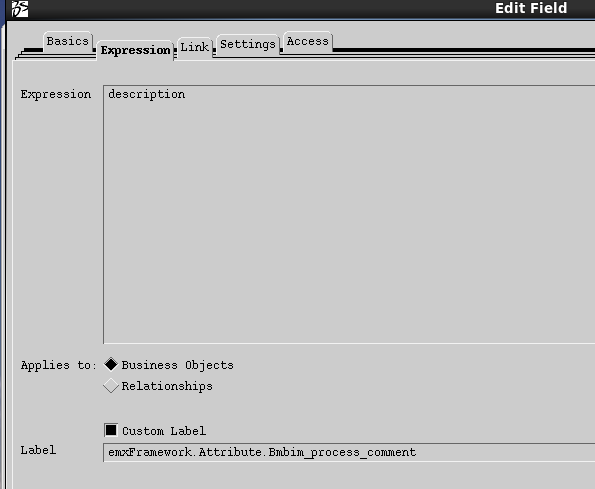 Edit Field
Basics Expression Link Settings Access
Expression description
Applies to: Business Objects
Relationships
Custom Label
Label emxFramework.Attribute.Bmbim_process_comment